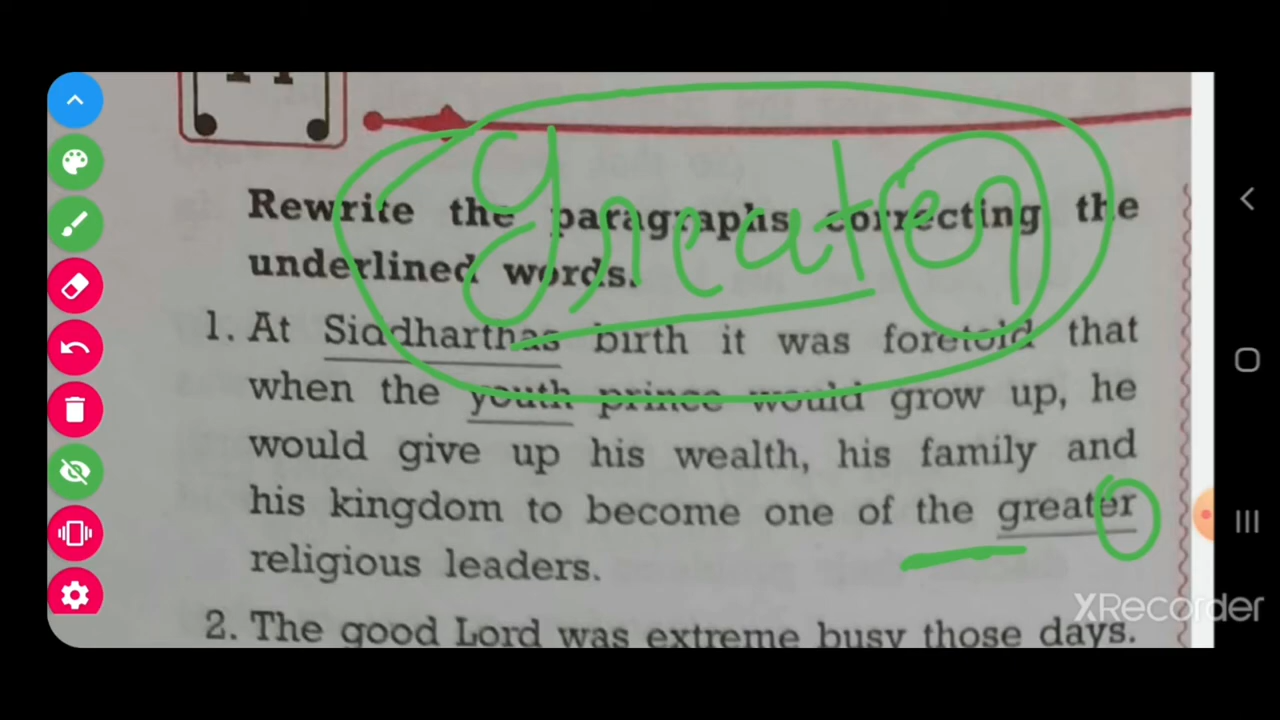 greater
Rewrite the paragraphs correcting the
underlined words.
1. At Siddharthas birth it was foretold that
when the youth prince would grow up, he
would give up his wealth, his family and
his kingdom to become one of the greater
religious leaders.
2. The good Lord was extreme busy those days.
XRecorder